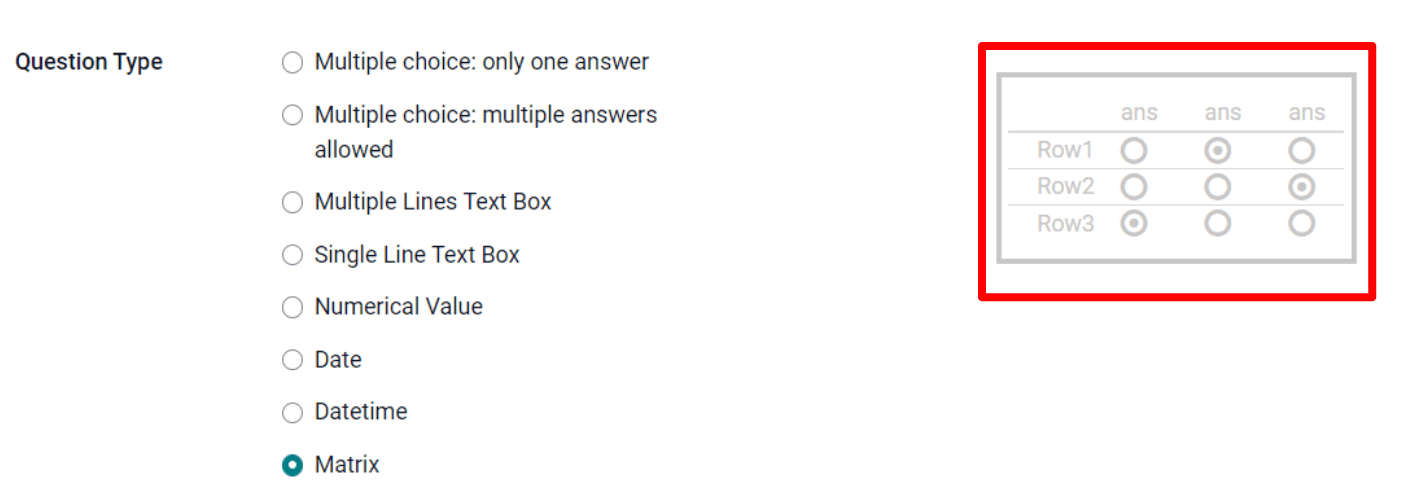 Question Type
Multiple choice: only one answer
Multiple choice: multiple answers
allowed
Multiple Lines Text Box
Single Line Text Box
Numerical Value
Date
Datetime
Matrix
ans ans ans
Row1
Row2
Row3